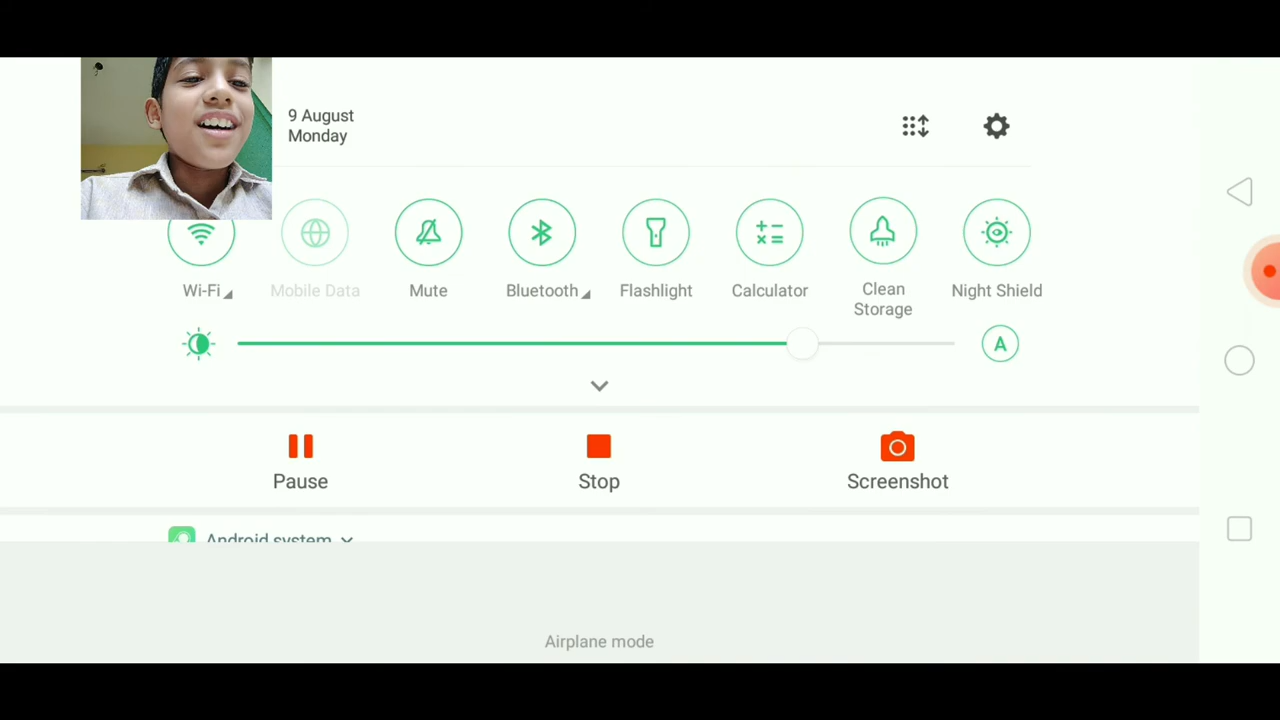 9 August
Monday
Wi-Fi
Mobile Data
Mute
Bluetooth
Flashlight
Calculator
Clean
Storage
Night Shield
A
Pause
Stop
Screenshot
Android system
Airplane mode